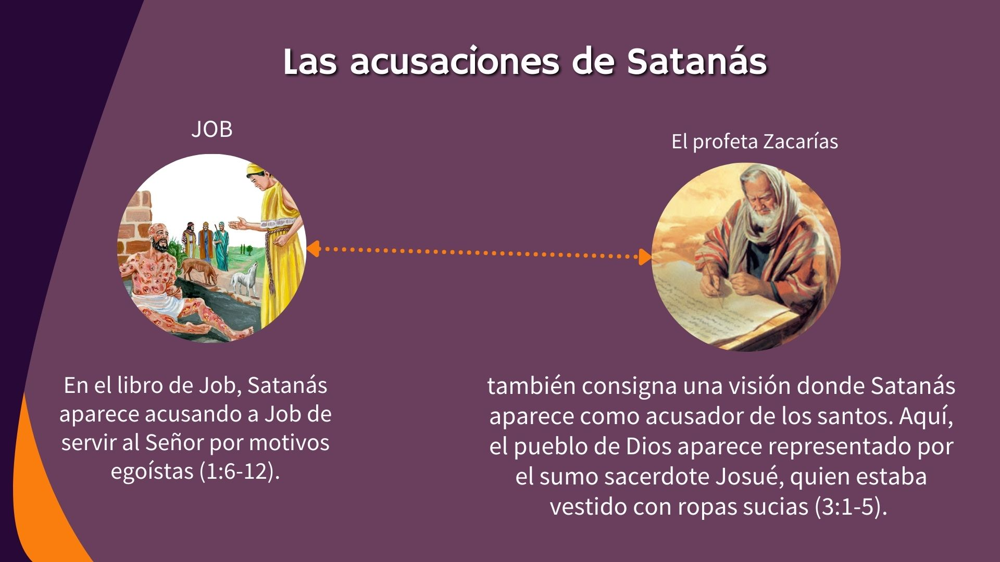 Las acusaciones de Satanás
JOB
En el libro de Job, Satanás
aparece acusando a Job de
servir al Señor por motivos
egoístas (1:6-12).
El profeta Zacarías
también consigna una visión donde Satanás
aparece como acusador de los santos. Aquí,
el pueblo de Dios aparece representado por
el sumo sacerdote Josué, quien estaba
vestido con ropas sucias (3:1-5).